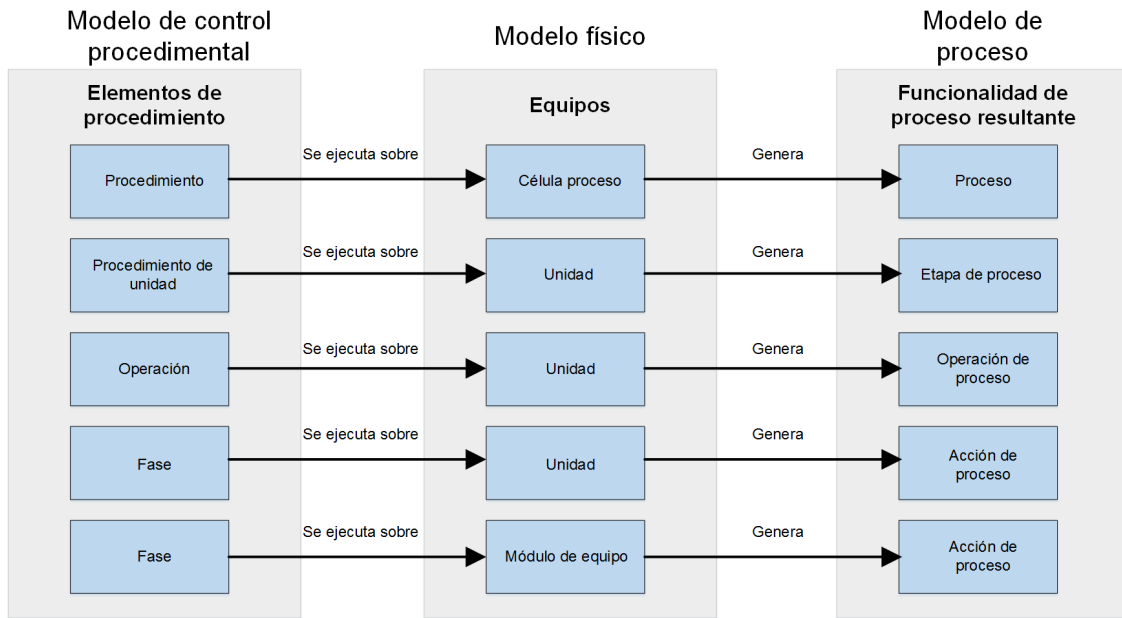 Modelo de control
procedimental
Modelo físico
Modelo de
proceso
Elementos de
procedimiento
Equipos
Funcionalidad de
proceso resultante
Procedimiento
Se ejecuta sobre
Célula proceso
Genera
Proceso
Procedimiento de
unidad
Se ejecuta sobre
Unidad
Genera
Etapa de proceso
Operación
Se ejecuta sobre
Unidad
Genera
Operación de
proceso
Fase
Se ejecuta sobre
Unidad
Genera
Acción de
proceso
Fase
Se ejecuta sobre
Módulo de equipo
Genera
Acción de
proceso